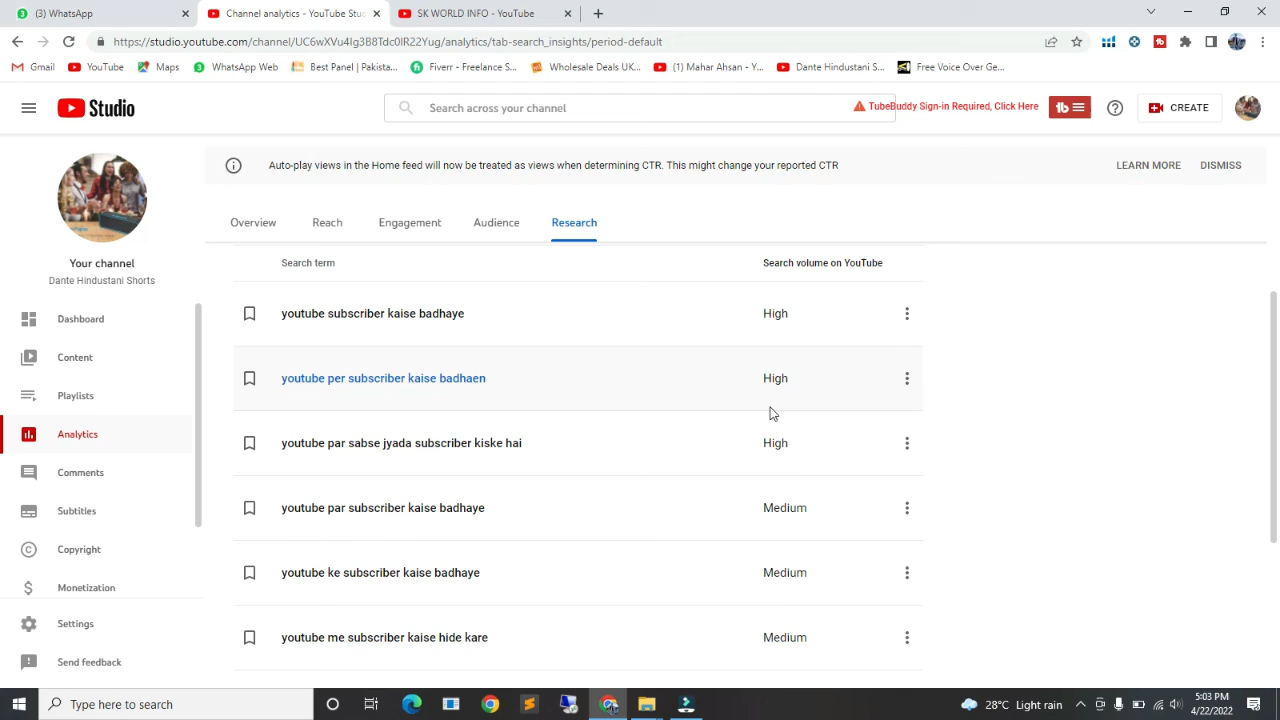 (3) WhatsApp
Channel analytics - YouTube Stu
SK WORLD INFO - YouTube
https://studio.youtube.com/channel/UC6wXVu4Ig3B8Tdc0IR22Yug/analytics/tab-search_insights/period-default
Gmail
YouTube
Maps
WhatsApp Web
Best Panel | Pakista...
Fiverr - Freelance S...
Wholesale Deals UK...
(1) Mahar Ahsan - Y...
Dante Hindustani S...
Free Voice Over Ge...
Studio
Search across your channel
TubeBuddy Sign-in Required, Click Here
tb
CREATE
Auto-play views in the Home feed will now be treated as views when determining CTR. This might change your reported CTR
LEARN MORE
DISMISS
Overview
Reach
Engagement
Audience
Research
Your channel
Dante Hindustani Shorts
Dashboard
Content
Playlists
Analytics
Comments
Subtitles
Copyright
Monetization
Settings
Send feedback
Search term
Search volume on YouTube
youtube subscriber kaise badhaye
High
youtube per subscriber kaise badhaen
High
youtube par sabse jyada subscriber kiske hai
High
youtube par subscriber kaise badhaye
Medium
youtube ke subscriber kaise badhaye
Medium
youtube me subscriber kaise hide kare
Medium
Type here to search
28°C Light rain
5:03 PM
4/22/2022